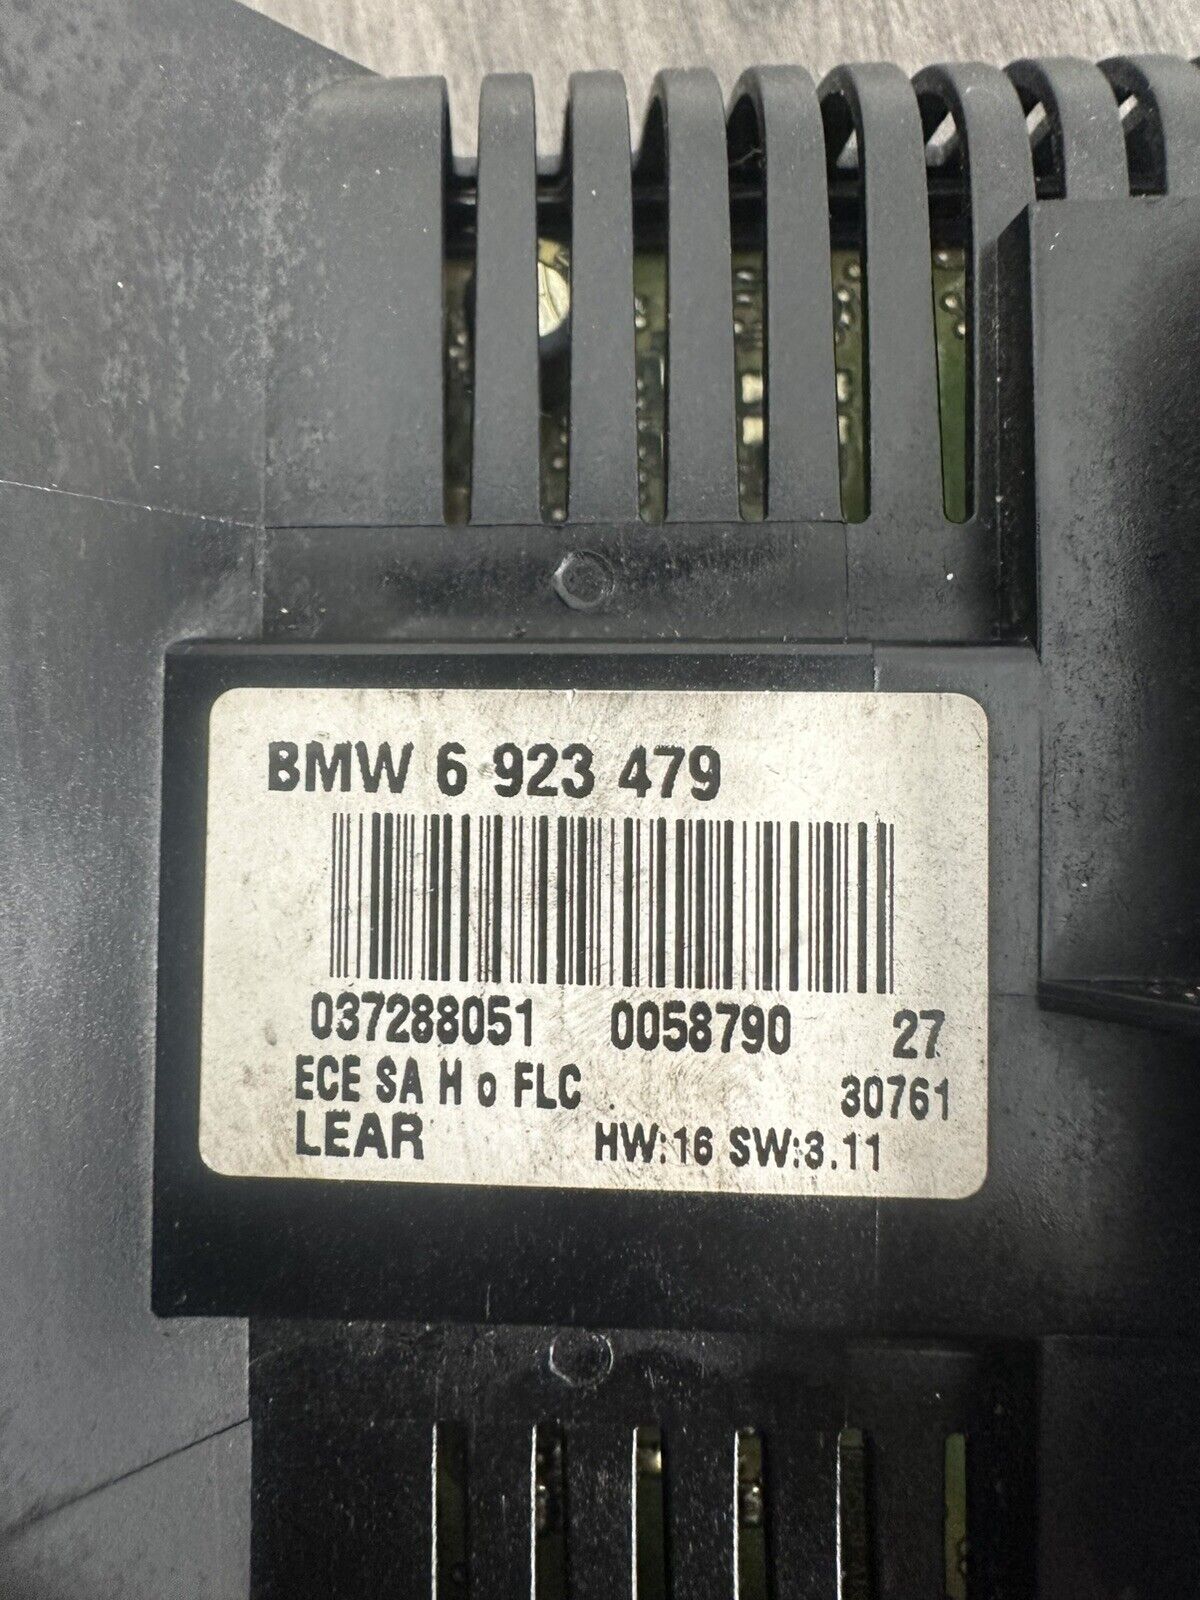 BMW 6 923 479
037288051 0058790 27
ECE SA H o FLC 30761
LEAR HW:16 SW:3.11